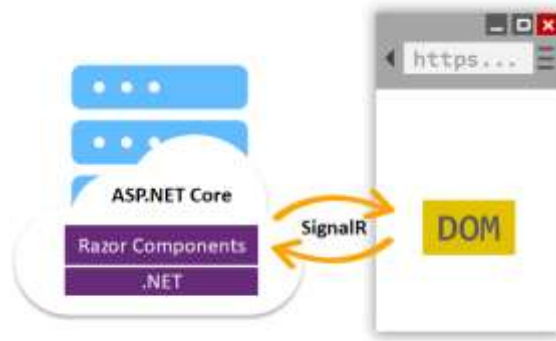 https...
ASP.NET Core
Razor Components
.NET
SignalR
DOM